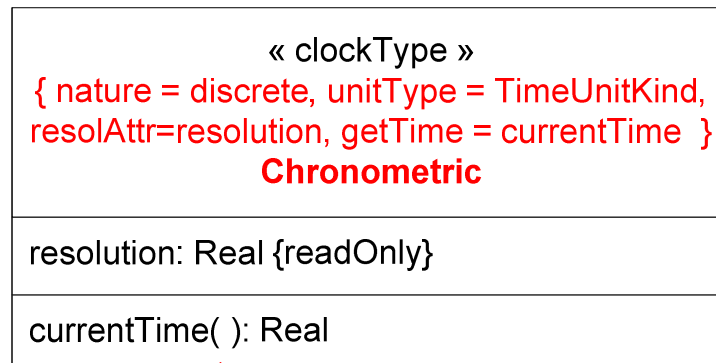 « clockType »
{ nature = discrete, unitType = TimeUnitKind,
resolAttr=resolution, getTime = currentTime }
Chronometric
resolution: Real {readOnly}
currentTime( ): Real